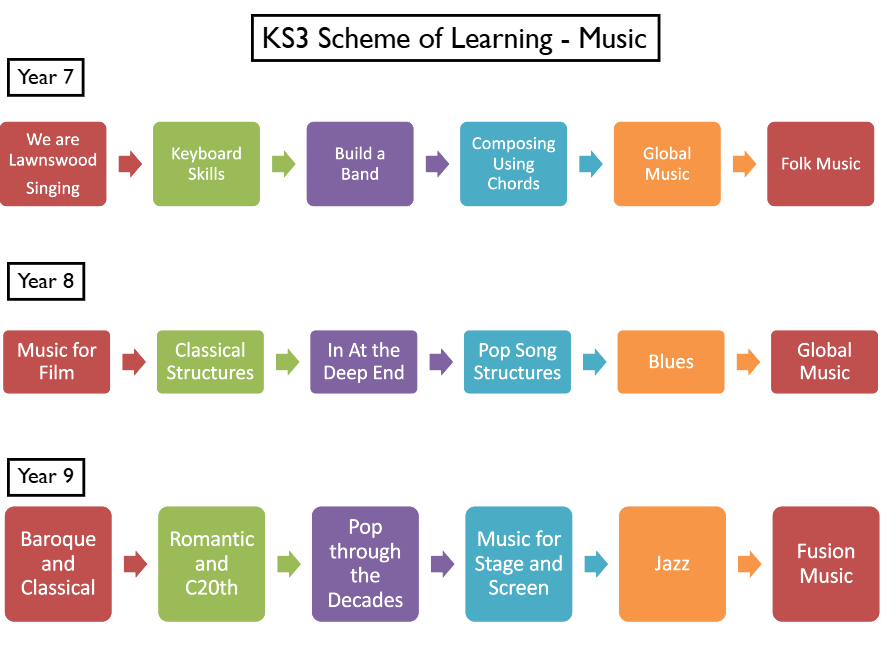 KS3 Scheme of Learning - Music
Year 7
We are
Lawnswood
Singing
Keyboard
Skills
Build a
Band
Composing
Using
Chords
Global
Music
Folk Music
Year 8
Music for
Film
Classical
Structures
In At the
Deep End
Pop Song
Structures
Blues
Global
Music
Year 9
Baroque
and
Classical
Romantic
and
C20th
Pop
through
the
Decades
Music for
Stage and
Screen
Jazz
Fusion
Music